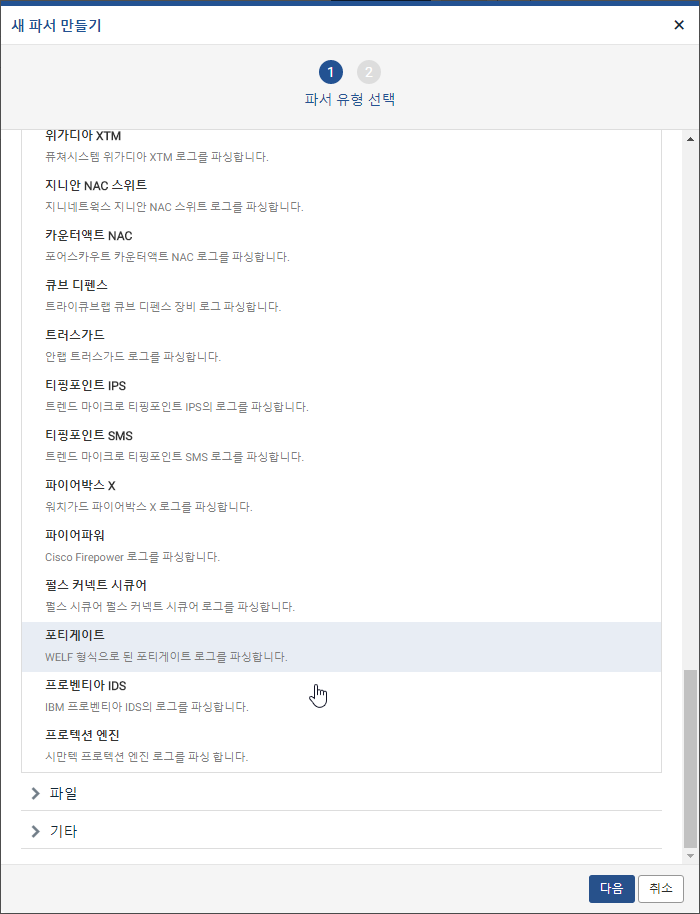 새 파서 만들기
×
1
2
파서 유형 선택
위가디아 XTM
퓨쳐시스템 위가디아 XTM 로그를 파싱합니다.
지니안 NAC 스위트
지니네트웍스 지니안 NAC 스위트 로그를 파싱합니다.
카운터액트 NAC
포어스카우트 카운터액트 NAC 로그를 파싱합니다.
큐브 디펜스
트라이큐브랩 큐브 디펜스 장비 로그 파싱합니다.
트러스가드
안랩 트러스가드 로그를 파싱합니다.
티핑포인트 IPS
트렌드 마이크로 티핑포인트 IPS의 로그를 파싱합니다.
티핑포인트 SMS
트렌드 마이크로 티핑포인트 SMS 로그를 파싱합니다.
파이어박스 X
워치가드 파이어박스 X 로그를 파싱합니다.
파이어파워
Cisco Firepower 로그를 파싱합니다.
펄스 커넥트 시큐어
펄스 시큐어 펄스 커넥트 시큐어 로그를 파싱합니다.
포티게이트
WELF 형식으로 된 포티게이트 로그를 파싱합니다.
프로벤티아 IDS
IBM 프로벤티아 IDS의 로그를 파싱합니다.
프로텍션 엔진
시만텍 프로텍션 엔진 로그를 파싱 합니다.
파일
기타
다음
취소